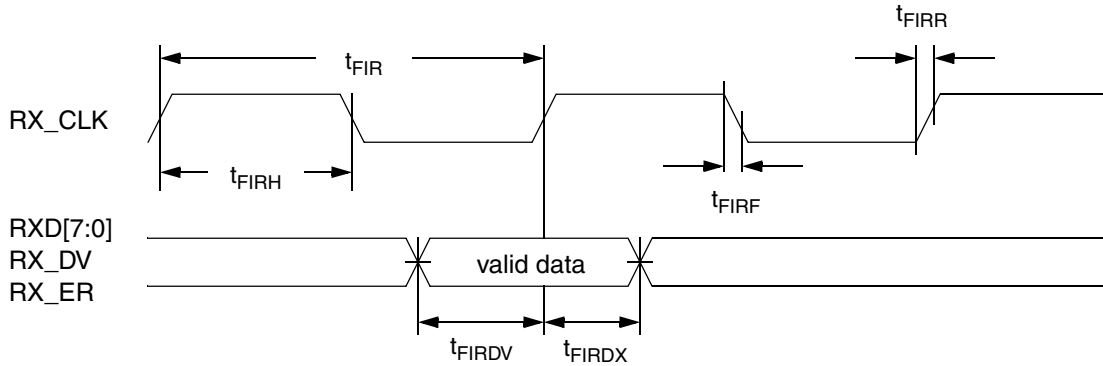 tFIRR
tFIR
RX_CLK
tFIRH
tFIRF
RXD[7:0]
RX_DV
valid data
RX_ER
tFIRDV
tFIRDX